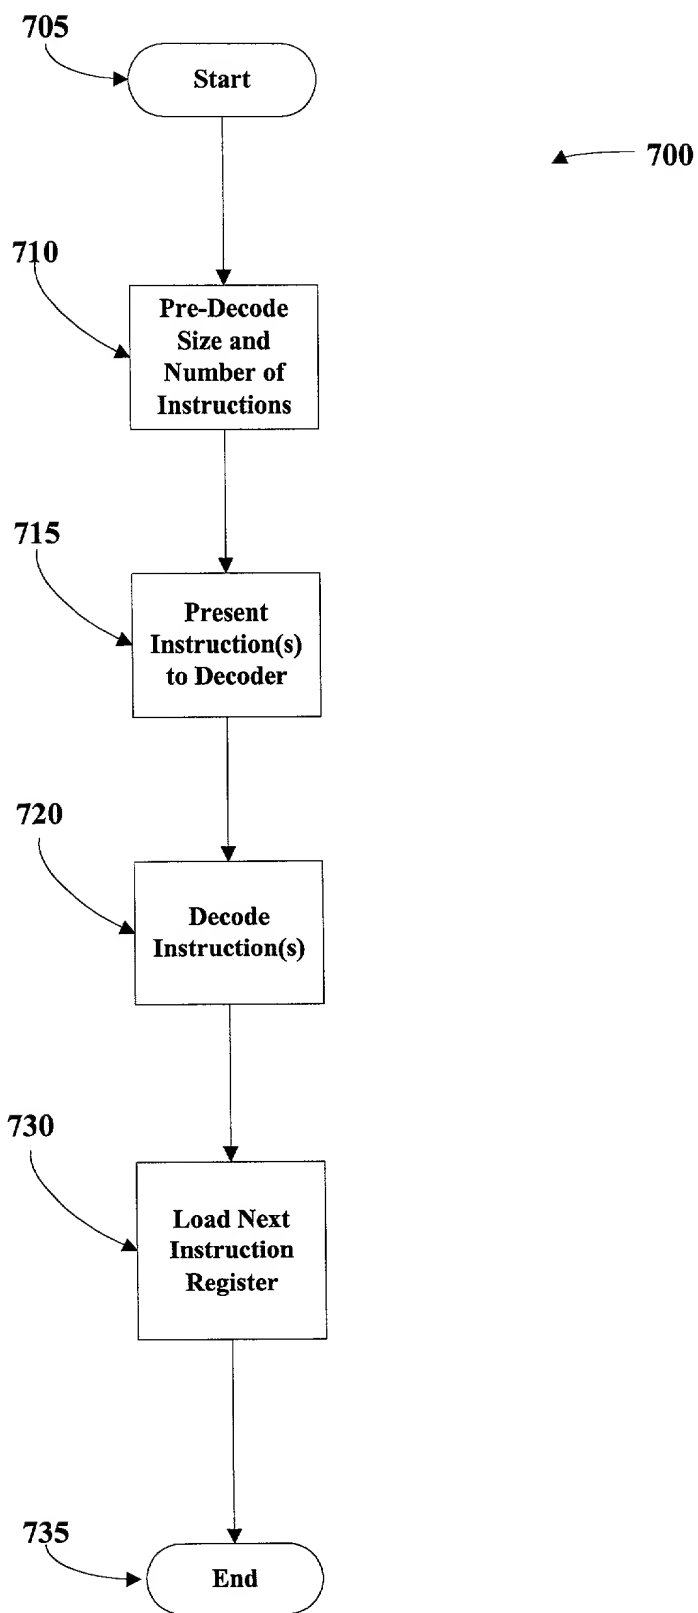 705
Start
700
710
Pre-Decode
Size and
Number of
Instructions
715
Present
Instruction(s)
to Decoder
720
Decode
Instruction(s)
730
Load Next
Instruction
Register
735
End